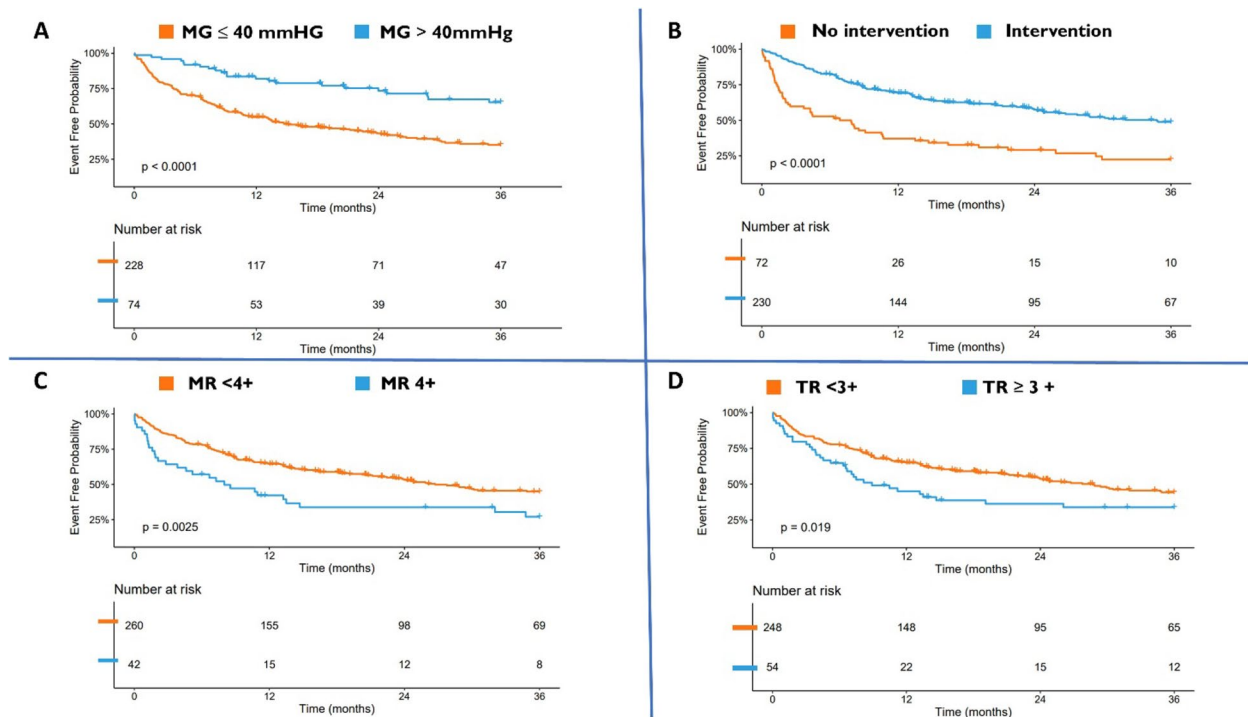 A
MG ≤ 40 mmHG MG > 40mmHg
100%
75%
50%
25%
Event Free Probability
p < 0.0001
0 12 24 36
Time (months)
Number at risk
228 117 71 47
74 53 39 30
0 12 24 36
Time (months)
B
No intervention Intervention
100%
75%
50%
25%
Event Free Probability
p < 0.0001
0 12 24 36
Time (months)
Number at risk
72 26 15 10
230 144 95 67
0 12 24 36
Time (months)
C
MR <4+ MR 4+
100%
75%
50%
25%
Event Free Probability
p = 0.0025
0 12 24 36
Time (months)
Number at risk
260 155 98 69
42 15 12 8
0 12 24 36
Time (months)
D
TR <3+ TR ≥ 3 +
100%
75%
50%
25%
Event Free Probability
p = 0.019
0 12 24 36
Time (months)
Number at risk
248 148 95 65
54 22 15 12
0 12 24 36
Time (months)